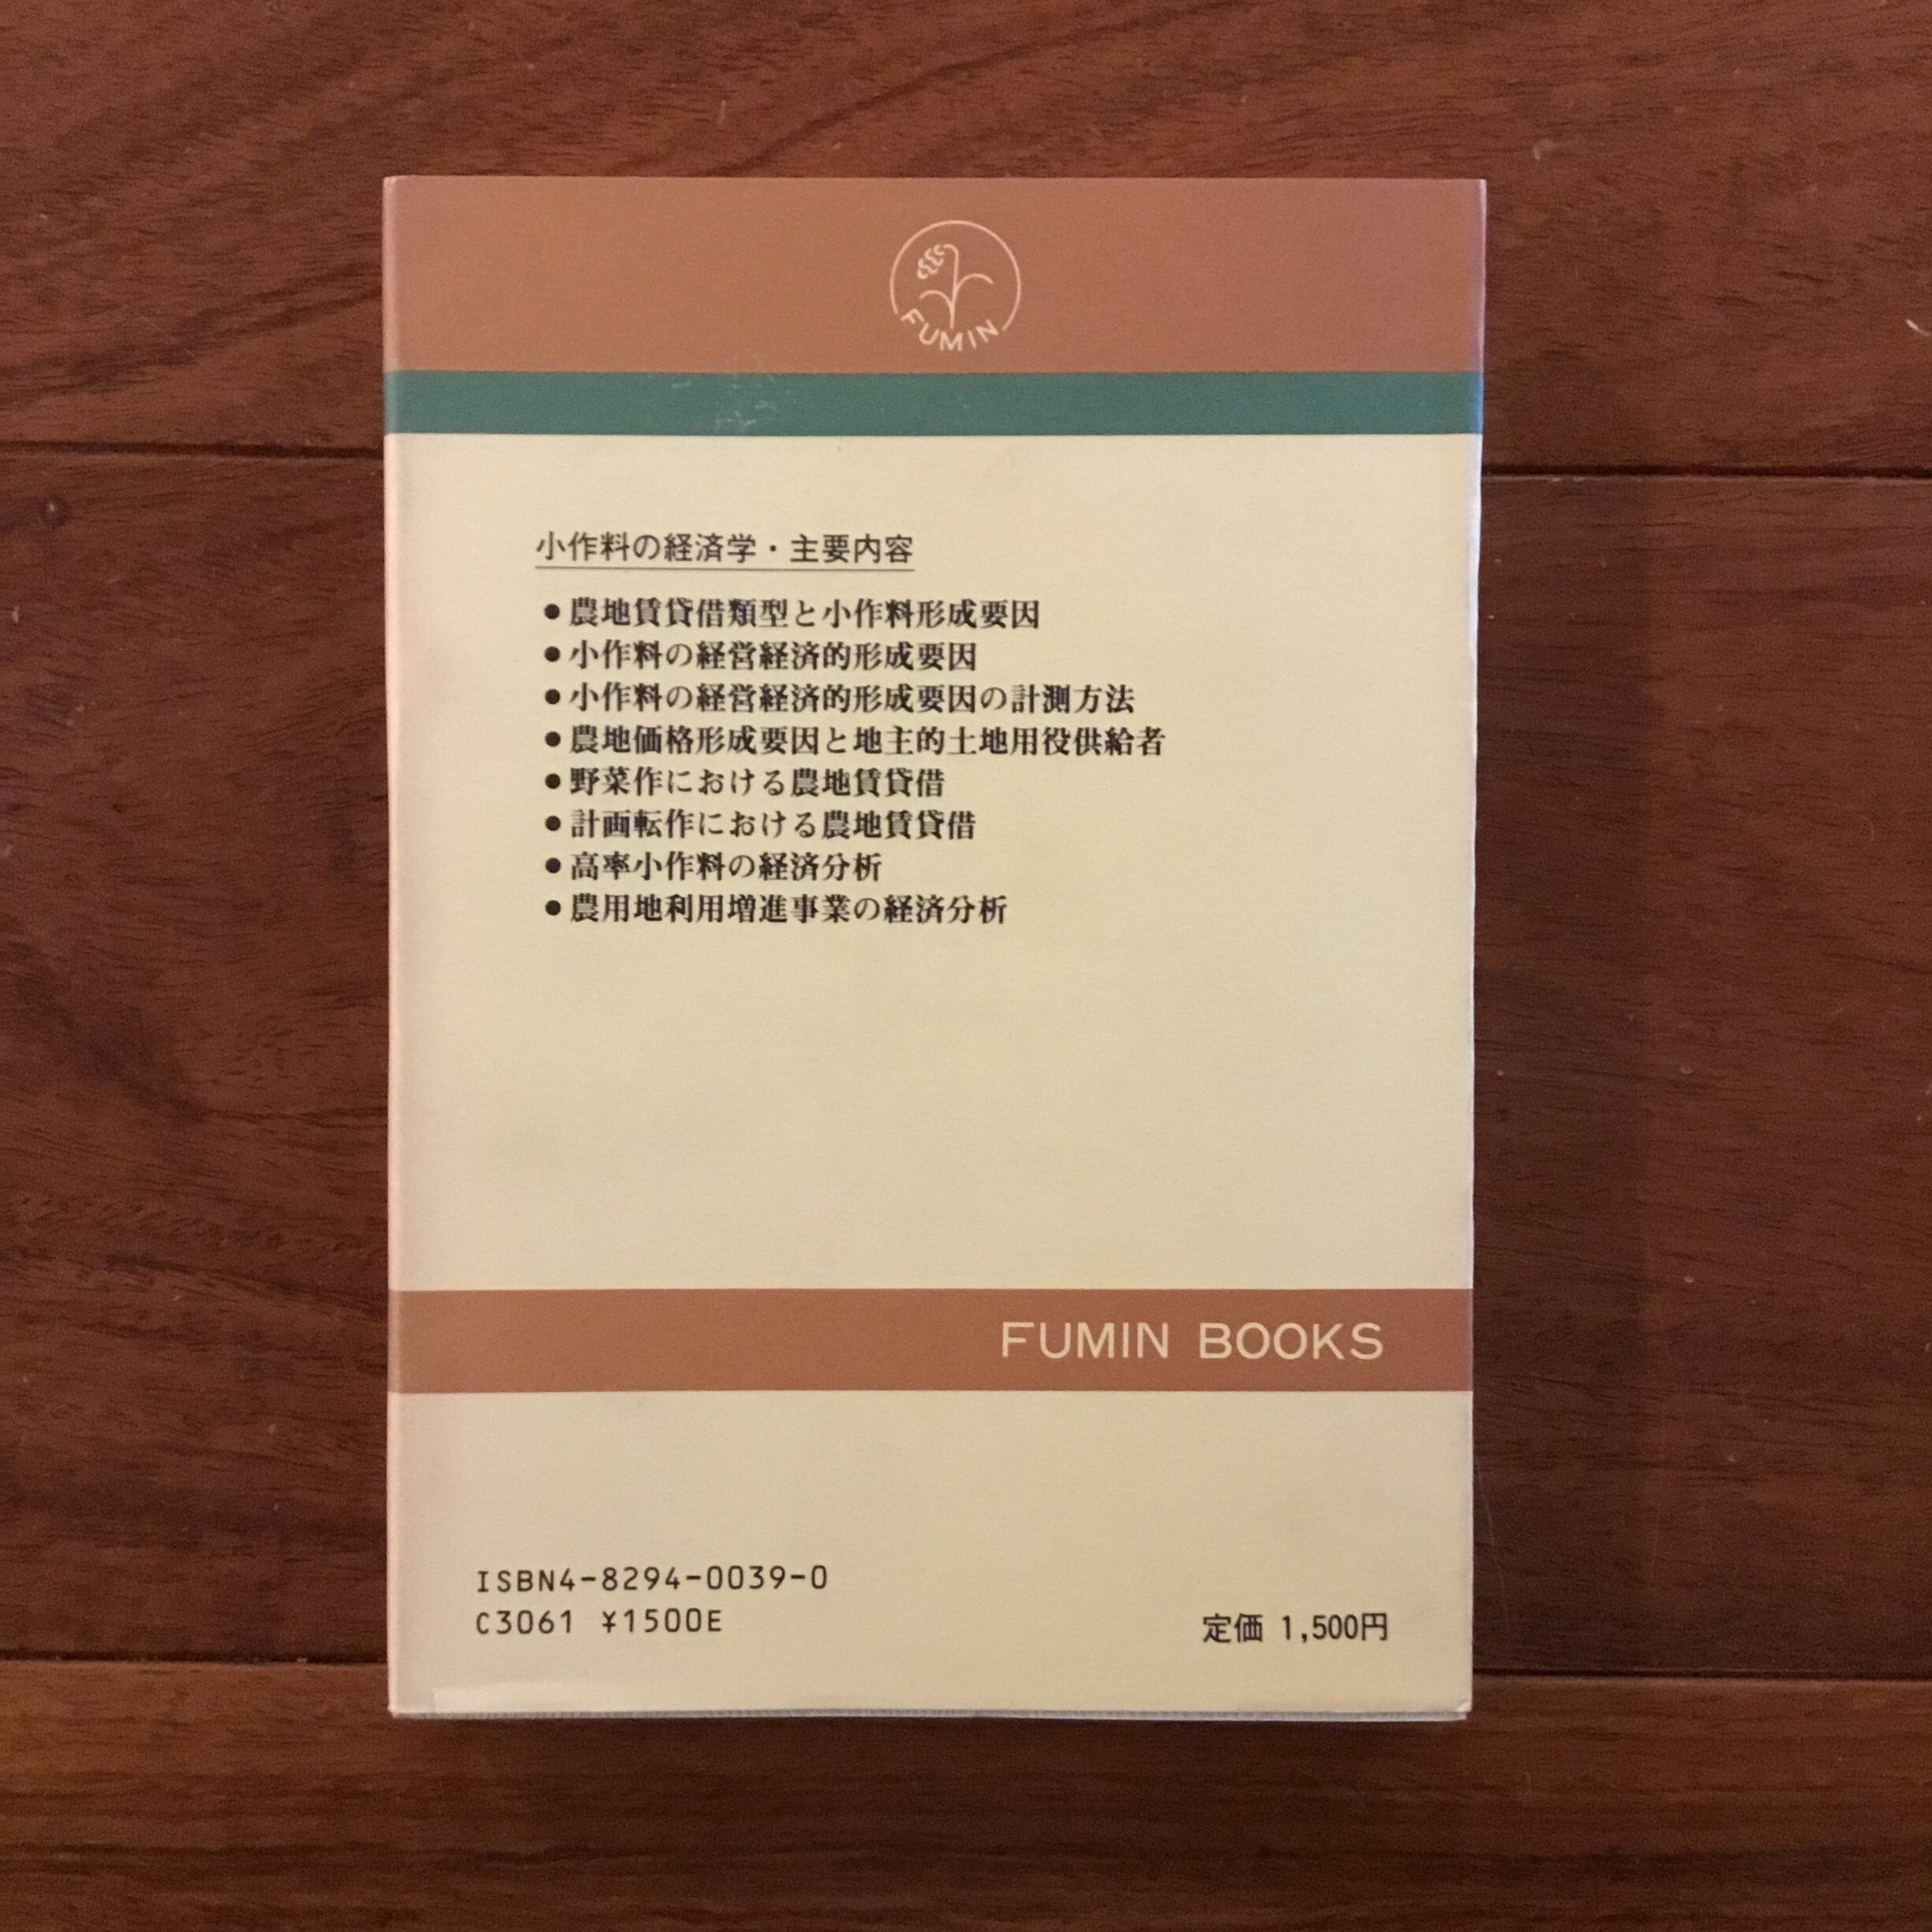 FUMIN
小作料の経済学・主要内容
●農地賃貸借類型と小作料形成要因
●小作料の経営経済的形成要因
●小作料の経営経済的形成要因の計測方法
●農地価格形成要因と地主的土地用役供給者
●野菜作における農地賃貸借
●計画転作における農地賃貸借
●高率小作料の経済分析
●農用地利用増進事業の経済分析
FUMIN BOOKS
ISBN4-8294-0039-0
C3061 ¥1500E
定価 1,500円